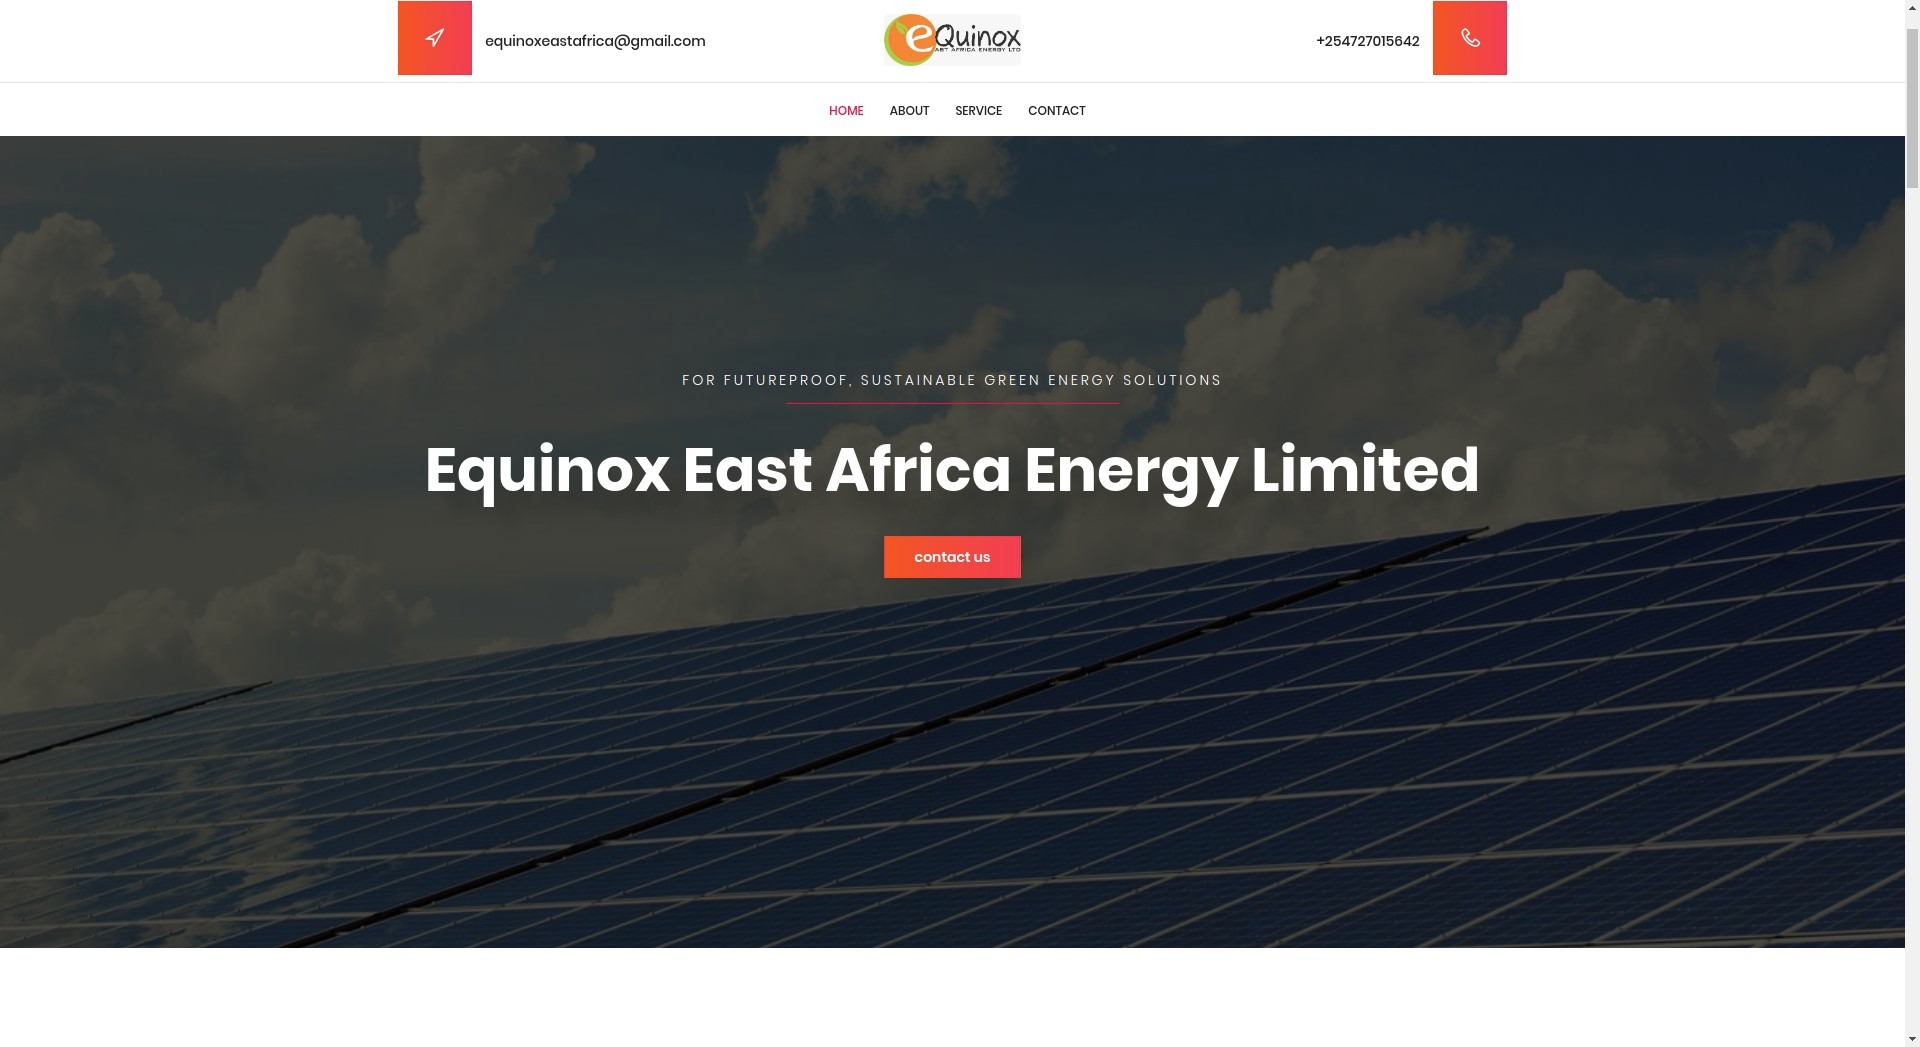 equinoxeastafrica@gmail.com
eQuinox
EAST AFRICA ENERGY LTD
+254727015642
HOME ABOUT SERVICE CONTACT
FOR FUTUREPROOF, SUSTAINABLE GREEN ENERGY SOLUTIONS
Equinox East Africa Energy Limited
contact us